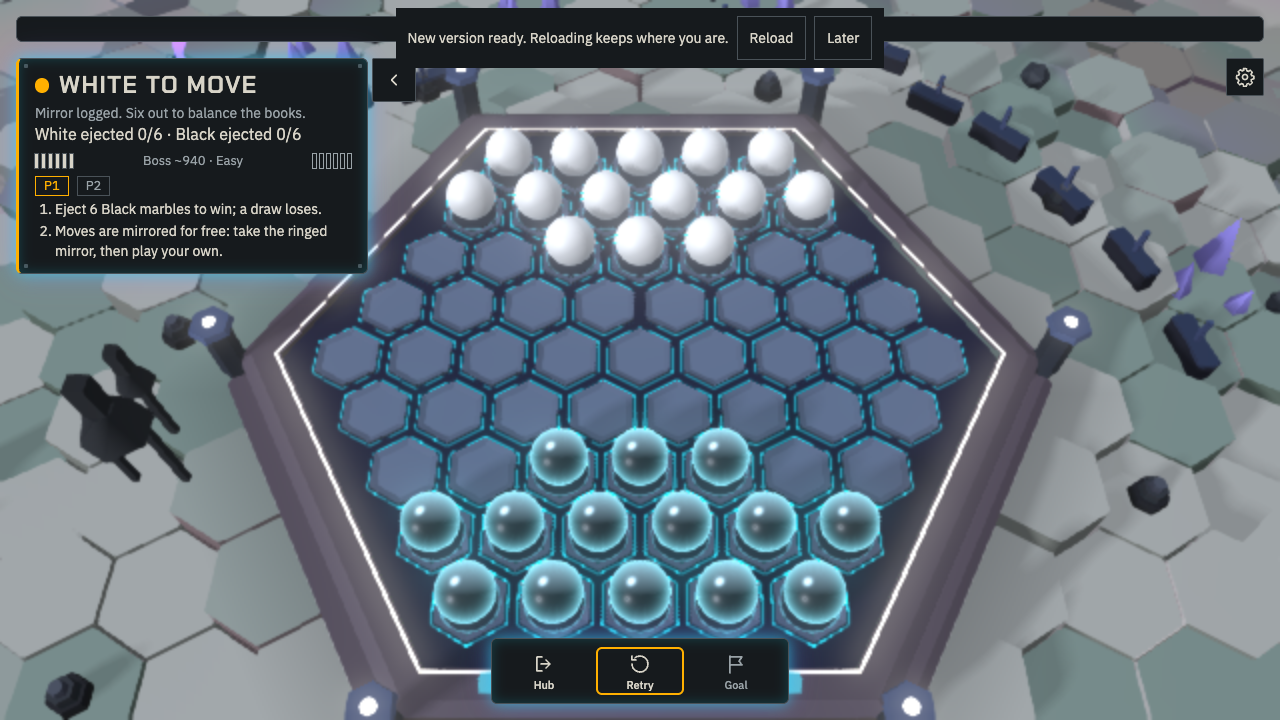 New version ready. Reloading keeps where you are.
Reload
Later
WHITE TO MOVE
Mirror logged. Six out to balance the books.
White ejected 0/6 · Black ejected 0/6
Boss ~940 · Easy
P1
P2
1. Eject 6 Black marbles to win; a draw loses.
2. Moves are mirrored for free: take the ringed
mirror, then play your own.
Hub
Retry
Goal